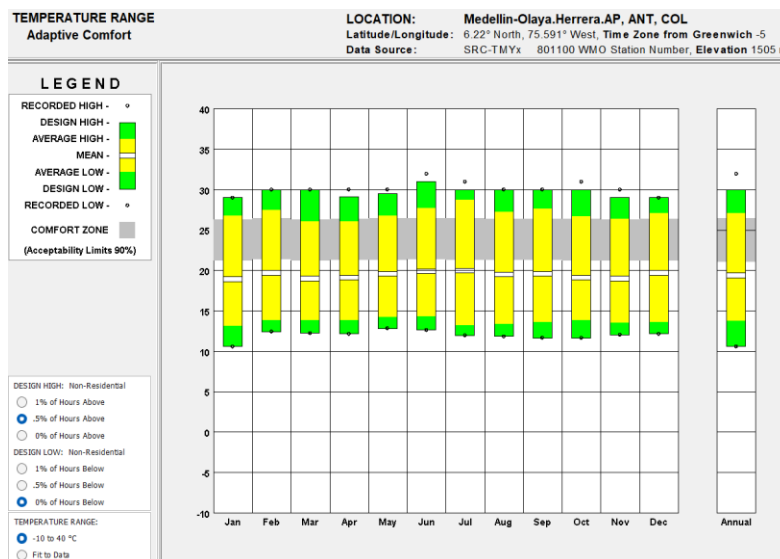 TEMPERATURE RANGE
Adaptive Comfort
LOCATION: Medellin-Olaya.Herrera.AP, ANT, COL
Latitude/Longitude: 6.22° North, 75.591° West, Time Zone from Greenwich -5
Data Source: SRC-TMYx 801100 WMO Station Number, Elevation 1505
LEGEND
RECORDED HIGH -
DESIGN HIGH -
AVERAGE HIGH -
MEAN -
AVERAGE LOW -
DESIGN LOW -
RECORDED LOW -
COMFORT ZONE
(Acceptability Limits 90%)
DESIGN HIGH: Non-Residential
1% of Hours Above
.5% of Hours Above
0% of Hours Above
DESIGN LOW: Non-Residential
1% of Hours Below
.5% of Hours Below
0% of Hours Below
TEMPERATURE RANGE:
-10 to 40 °C
Fit to Data
40
35
30
25
20
15
10
5
0
-5
-10
Jan Feb Mar Apr May Jun Jul Aug Sep Oct Nov Dec Annual